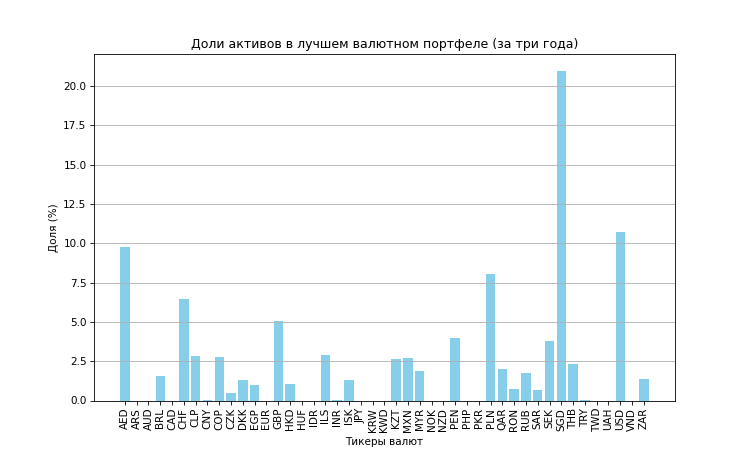 Доли активов в лучшем валютном портфеле (за три года)
Доля (%)
20.0
17.5
15.0
12.5
10.0
7.5
5.0
2.5
0.0
AED ARS AUD BRL CAD CHF CLP CNY COP CZK DKK EGP EUR GBP HKD HUF IDR ILS INR ISK JPY KRW KWD KZT MXN MYR NOK NZD PEN PHP PKR PLN QAR RON RUB SAR SEK SGD THB TRY TWD UAH USD VND ZAR
Тикеры валют